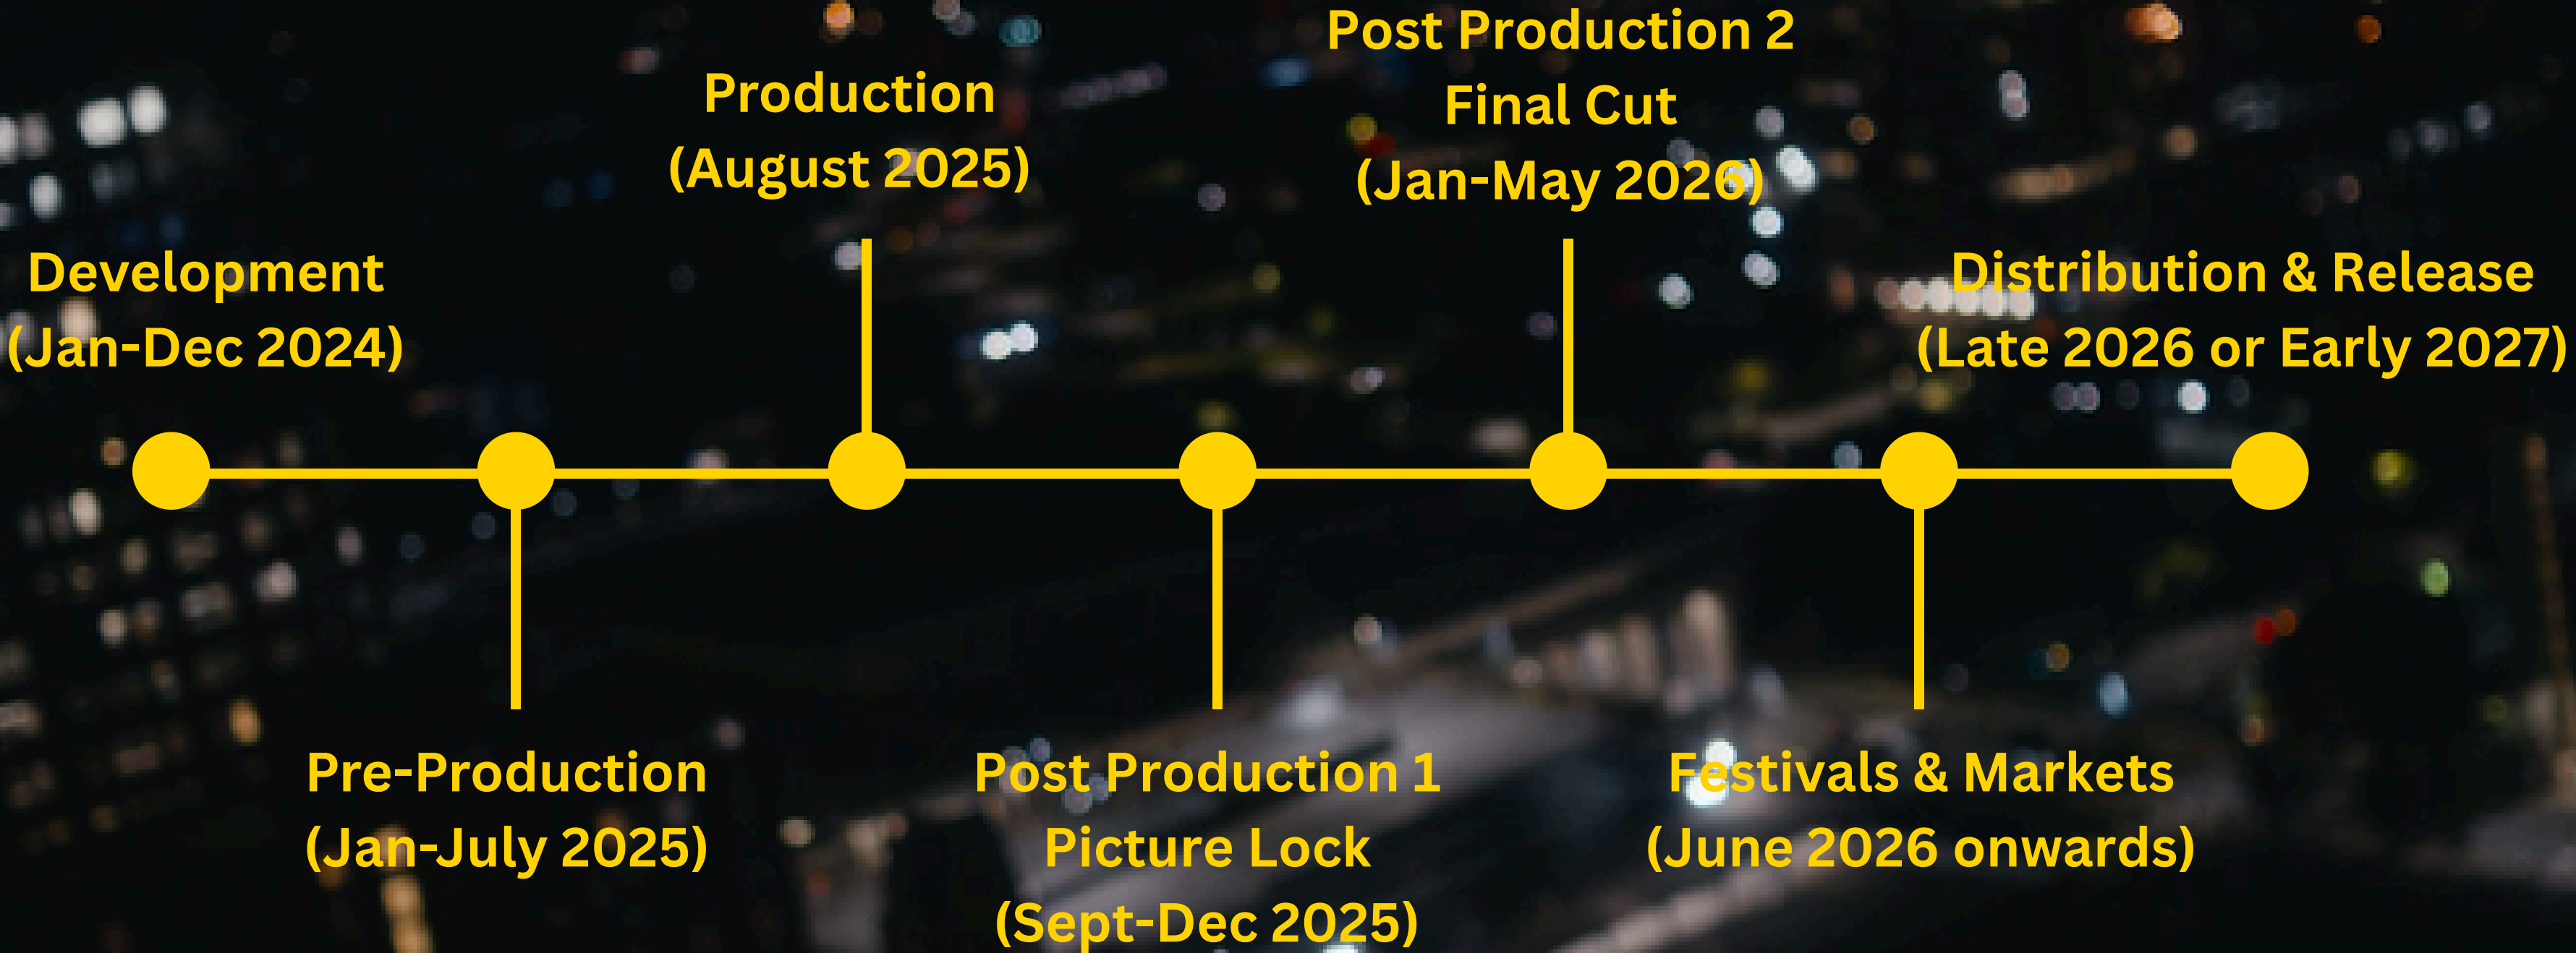 Development
(Jan-Dec 2024)
Pre-Production
(Jan-July 2025)
Production
(August 2025)
Post Production 1
Picture Lock
(Sept-Dec 2025)
Post Production 2
Final Cut
(Jan-May 2026)
Festivals & Markets
(June 2026 onwards)
Distribution & Release
(Late 2026 or Early 2027)